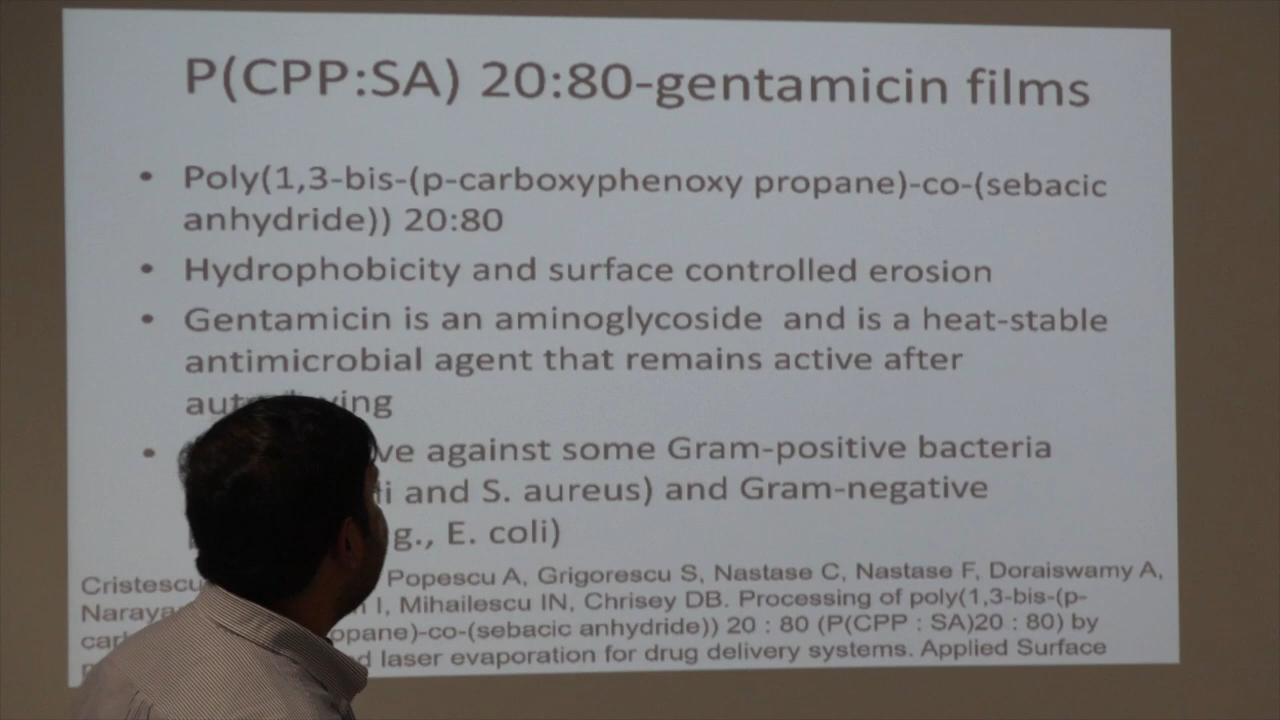 P(CPP:SA) 20:80-gentamicin films
• Poly(1,3-bis-(p-carboxyphenoxy propane)-co-(sebacic
anhydride)) 20:80
• Hydrophobicity and surface controlled erosion
• Gentamicin is an aminoglycoside and is a heat-stable
antimicrobial agent that remains active after
• against some Gram-positive bacteria
and S. aureus) and Gram-negative
g., E. coli)
Cristescu Popescu A, Grigorescu S, Nastase C, Nastase F, Doraiswamy A,
I, Mihailescu IN, Chrisey DB. Processing of poly(1,3-bis-(p-
opane)-co-(sebacic anhydride)) 20 : 80 (P(CPP : SA)20 : 80) by
laser evaporation for drug delivery systems. Applied Surface